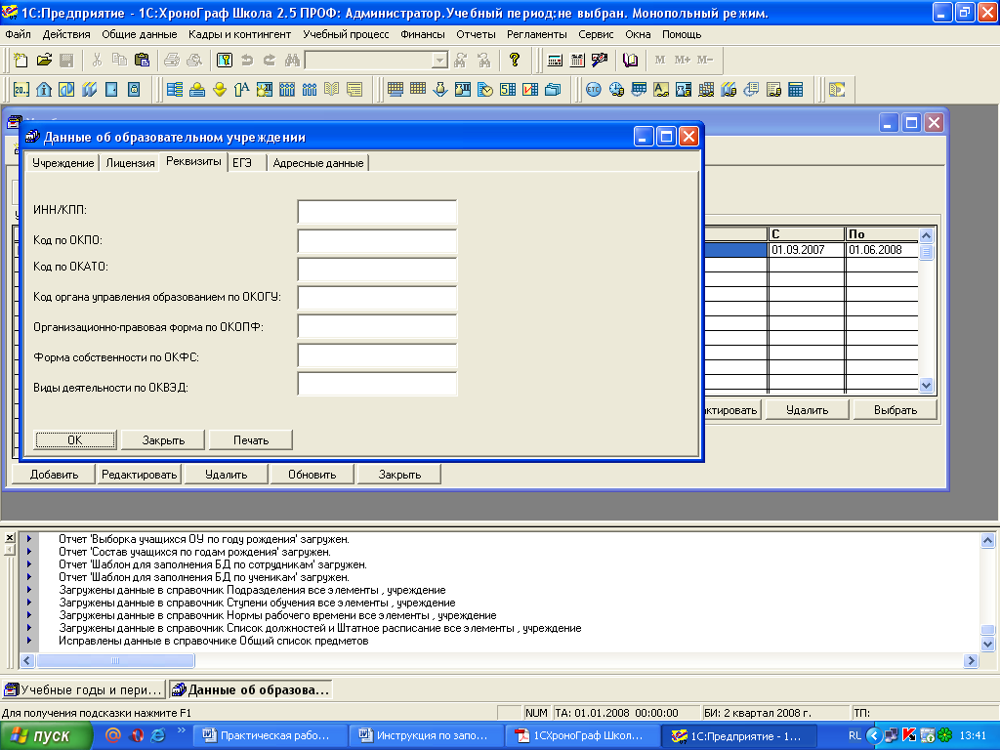 1С:Предприятие - 1С:ХроноГраф Школа 2.5 ПРОФ: Администратор.Учебный период:не выбран. Монопольный режим.
Файл Действия Общие данные Кадры и контингент Учебный процесс Финансы Отчеты Регламенты Сервис Окна Помощь
M M+ M−
Данные об образовательном учреждении
Учреждение Лицензия Реквизиты ЕГЭ Адресные данные
ИНН/КПП:
Код по ОКПО:
Код по ОКАТО:
Код органа управления образованием по ОКОГУ:
Организационно-правовая форма по ОКОПФ:
Форма собственности по ОКФС:
Виды деятельности по ОКВЭД:
ОК Закрыть Печать
С По
01.09.2007 01.06.2008
ктировать Удалить Выбрать
Добавить Редактировать Удалить Обновить Закрыть
Отчет 'Выборка учащихся ОУ по году рождения' загружен.
Отчет 'Состав учащихся по годам рождения' загружен.
Отчет 'Шаблон для заполнения БД по сотрудникам' загружен.
Отчет 'Шаблон для заполнения БД по ученикам' загружен.
Загружены данные в справочник Подразделения все элементы , учреждение
Загружены данные в справочник Ступени обучения все элементы , учреждение
Загружены данные в справочник Нормы рабочего времени все элементы , учреждение
Загружены данные в справочник Список должностей и Штатное расписание все элементы , учреждение
Исправлены данные в справочнике Общий список предметов
Учебные годы и пери... Данные об образова...
Для получения подсказки нажмите F1 NUM ТА: 01.01.2008 00:00:00 БИ: 2 квартал 2008 г. ТП:
пуск Практическая рабо... Инструкция по запо... 1СХроноГраф Школ... 1С:Предприятие - 1... RL 13:41